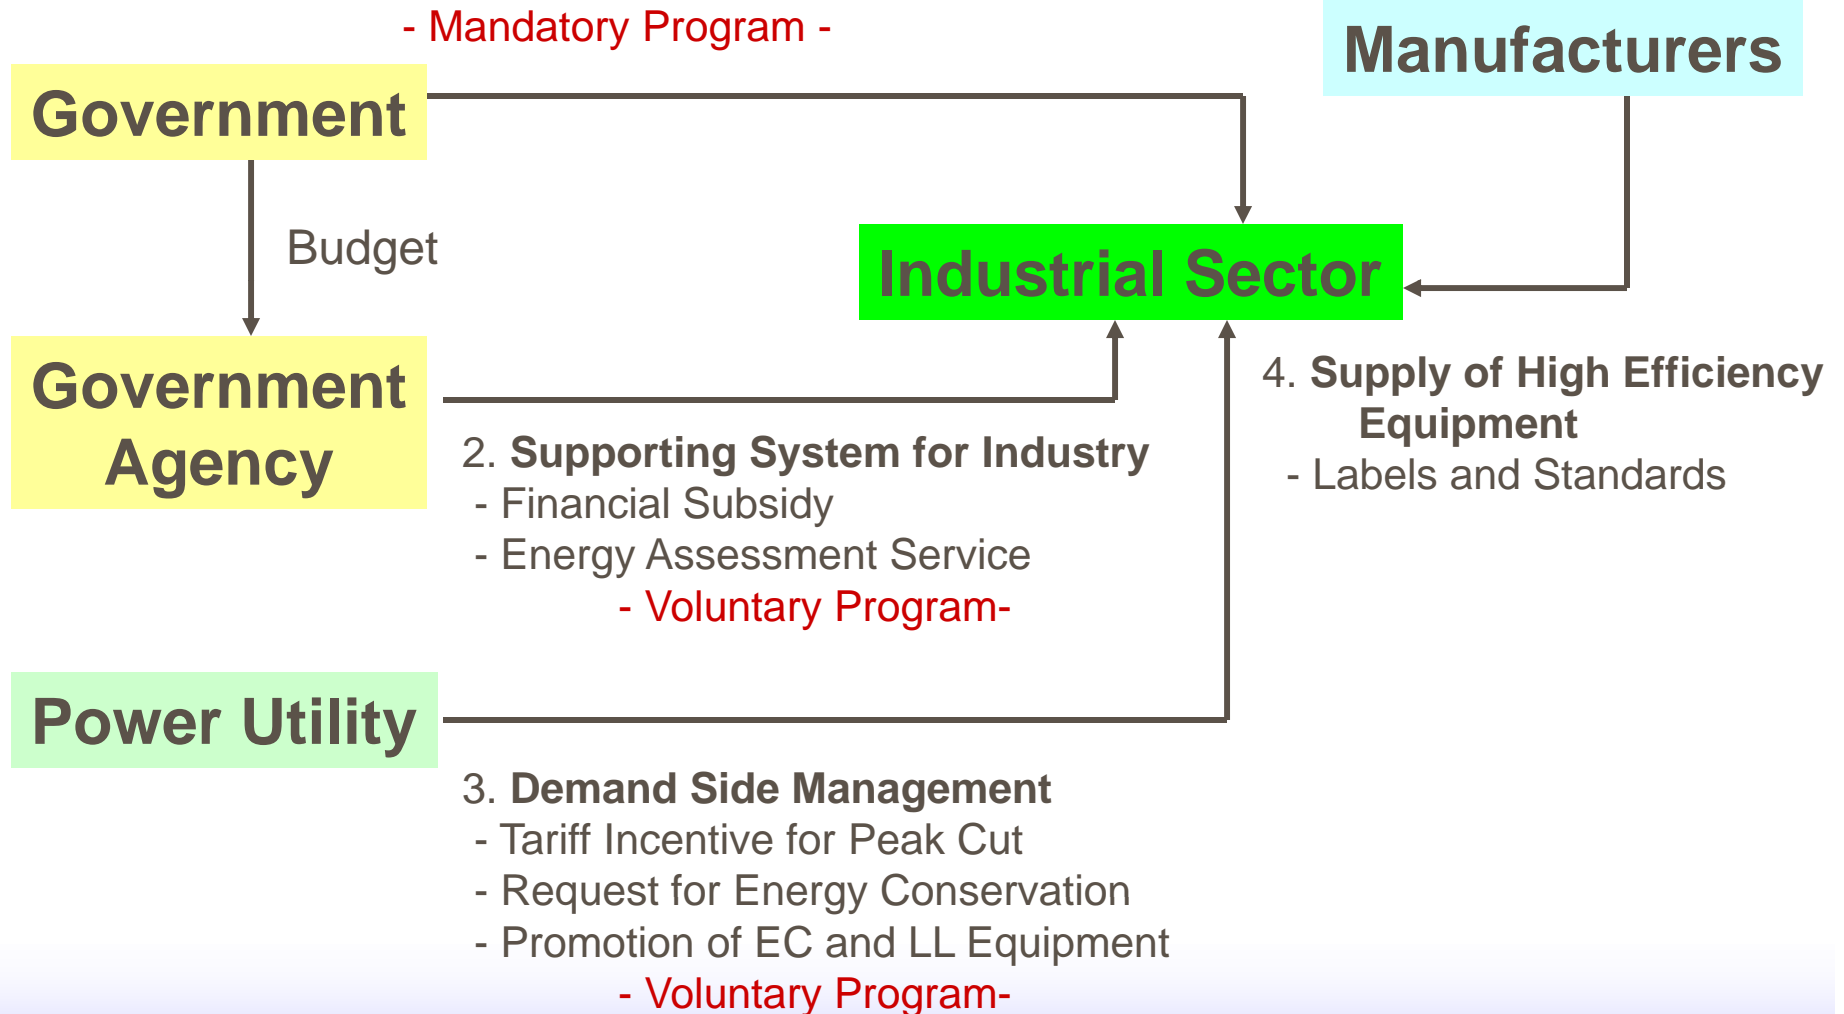 - Mandatory Program -
Manufacturers
Government
Budget
Industrial Sector
Government
Agency
4. Supply of High Efficiency
Equipment
- Labels and Standards
2. Supporting System for Industry
- Financial Subsidy
- Energy Assessment Service
- Voluntary Program-
Power Utility
3. Demand Side Management
- Tariff Incentive for Peak Cut
- Request for Energy Conservation
- Promotion of EC and LL Equipment
- Voluntary Program-